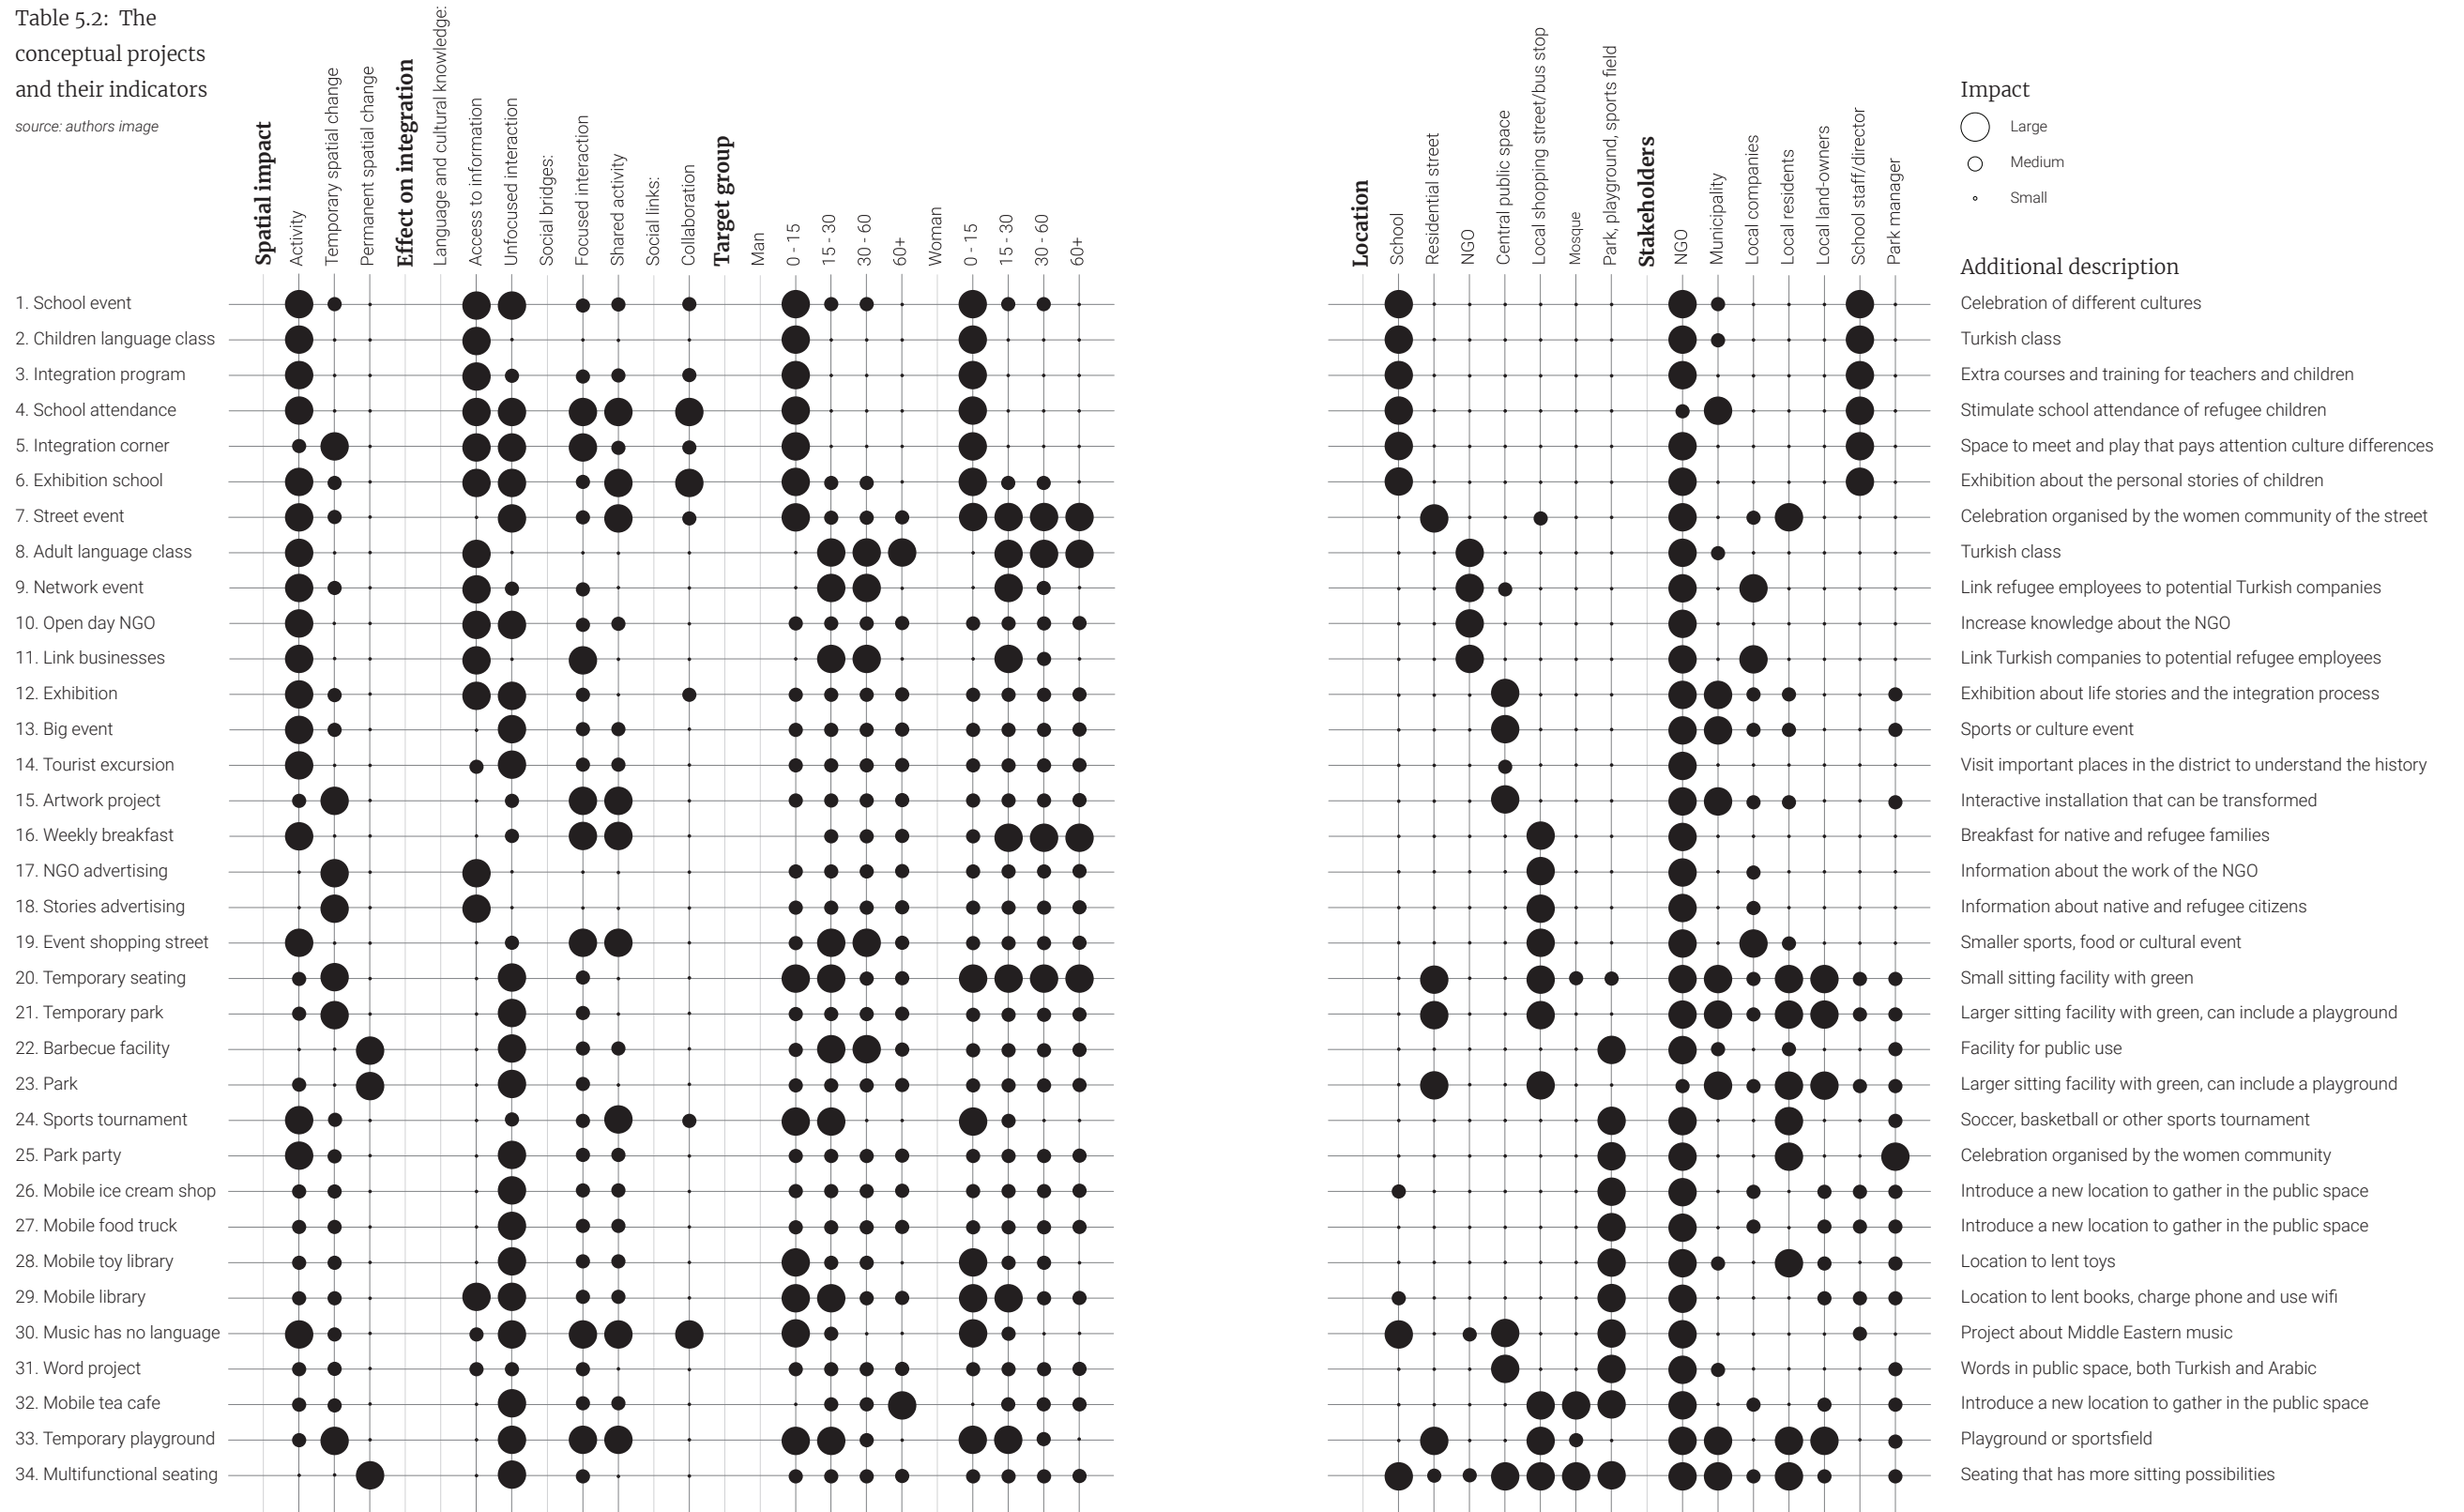 Table 5.2: The
conceptual projects
and their indicators
source: authors image
Spatial impact
Activity
Temporary spatial change
Permanent spatial change
Effect on integration
Language and cultural knowledge:
Access to information
Unfocused interaction
Social bridges:
Focused interaction
Shared activity
Social links:
Collaboration
Target group
Man
0 - 15
15 - 30
30 - 60
60+
Woman
0 - 15
15 - 30
30 - 60
60+
Location
School
Residential street
NGO
Central public space
Local shopping street/bus stop
Mosque
Park, playground, sports field
Stakeholders
NGO
Municipality
Local companies
Local residents
Local land-owners
School staff/director
Park manager
Impact
Large
Medium
Small
Additional description
1. School event
Celebration of different cultures
2. Children language class
Turkish class
3. Integration program
Extra courses and training for teachers and children
4. School attendance
Stimulate school attendance of refugee children
5. Integration corner
Space to meet and play that pays attention culture differences
6. Exhibition school
Exhibition about the personal stories of children
7. Street event
Celebration organised by the women community of the street
8. Adult language class
Turkish class
9. Network event
Link refugee employees to potential Turkish companies
10. Open day NGO
Increase knowledge about the NGO
11. Link businesses
Link Turkish companies to potential refugee employees
12. Exhibition
Exhibition about life stories and the integration process
13. Big event
Sports or culture event
14. Tourist excursion
Visit important places in the district to understand the history
15. Artwork project
Interactive installation that can be transformed
16. Weekly breakfast
Breakfast for native and refugee families
17. NGO advertising
Information about the work of the NGO
18. Stories advertising
Information about native and refugee citizens
19. Event shopping street
Smaller sports, food or cultural event
20. Temporary seating
Small sitting facility with green
21. Temporary park
Larger sitting facility with green, can include a playground
22. Barbecue facility
Facility for public use
23. Park
Larger sitting facility with green, can include a playground
24. Sports tournament
Soccer, basketball or other sports tournament
25. Park party
Celebration organised by the women community
26. Mobile ice cream shop
Introduce a new location to gather in the public space
27. Mobile food truck
Introduce a new location to gather in the public space
28. Mobile toy library
Location to lent toys
29. Mobile library
Location to lent books, charge phone and use wifi
30. Music has no language
Project about Middle Eastern music
31. Word project
Words in public space, both Turkish and Arabic
32. Mobile tea cafe
Introduce a new location to gather in the public space
33. Temporary playground
Playground or sportsfield
34. Multifunctional seating
Seating that has more sitting possibilities